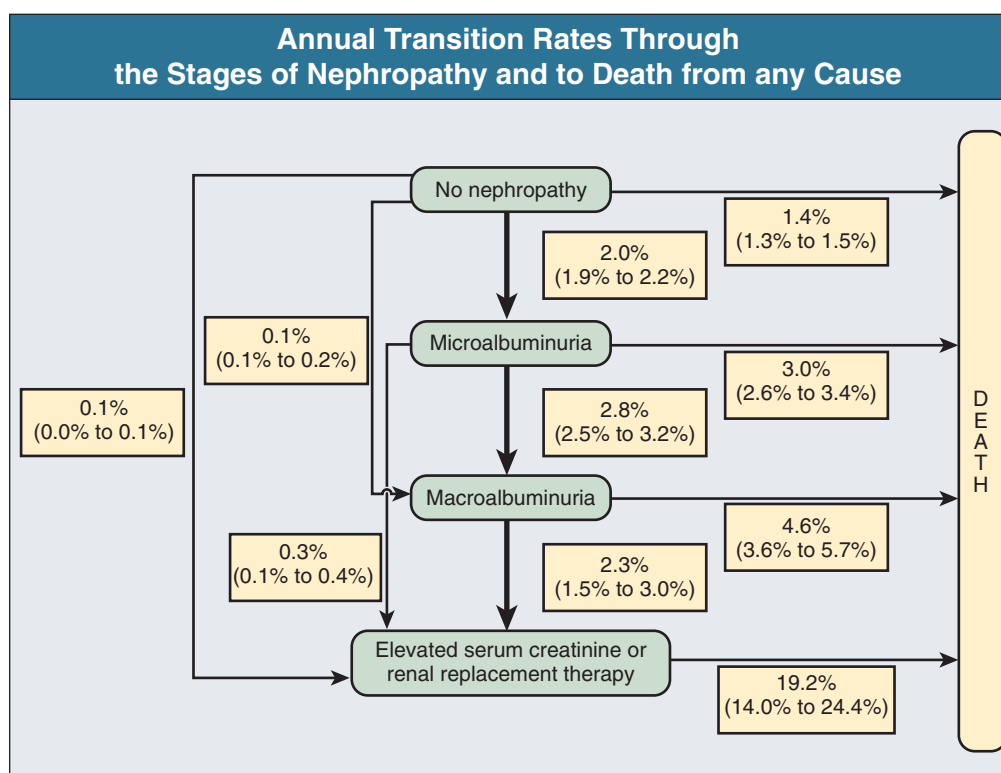 Annual Transition Rates Through
the Stages of Nephropathy and to Death from any Cause
No nephropathy
1.4%
(1.3% to 1.5%)
2.0%
(1.9% to 2.2%)
0.1%
(0.1% to 0.2%)
Microalbuminuria
3.0%
(2.6% to 3.4%)
0.1%
(0.0% to 0.1%)
2.8%
(2.5% to 3.2%)
Macroalbuminuria
4.6%
(3.6% to 5.7%)
0.3%
(0.1% to 0.4%)
2.3%
(1.5% to 3.0%)
Elevated serum creatinine or
renal replacement therapy
19.2%
(14.0% to 24.4%)
D
E
A
T
H